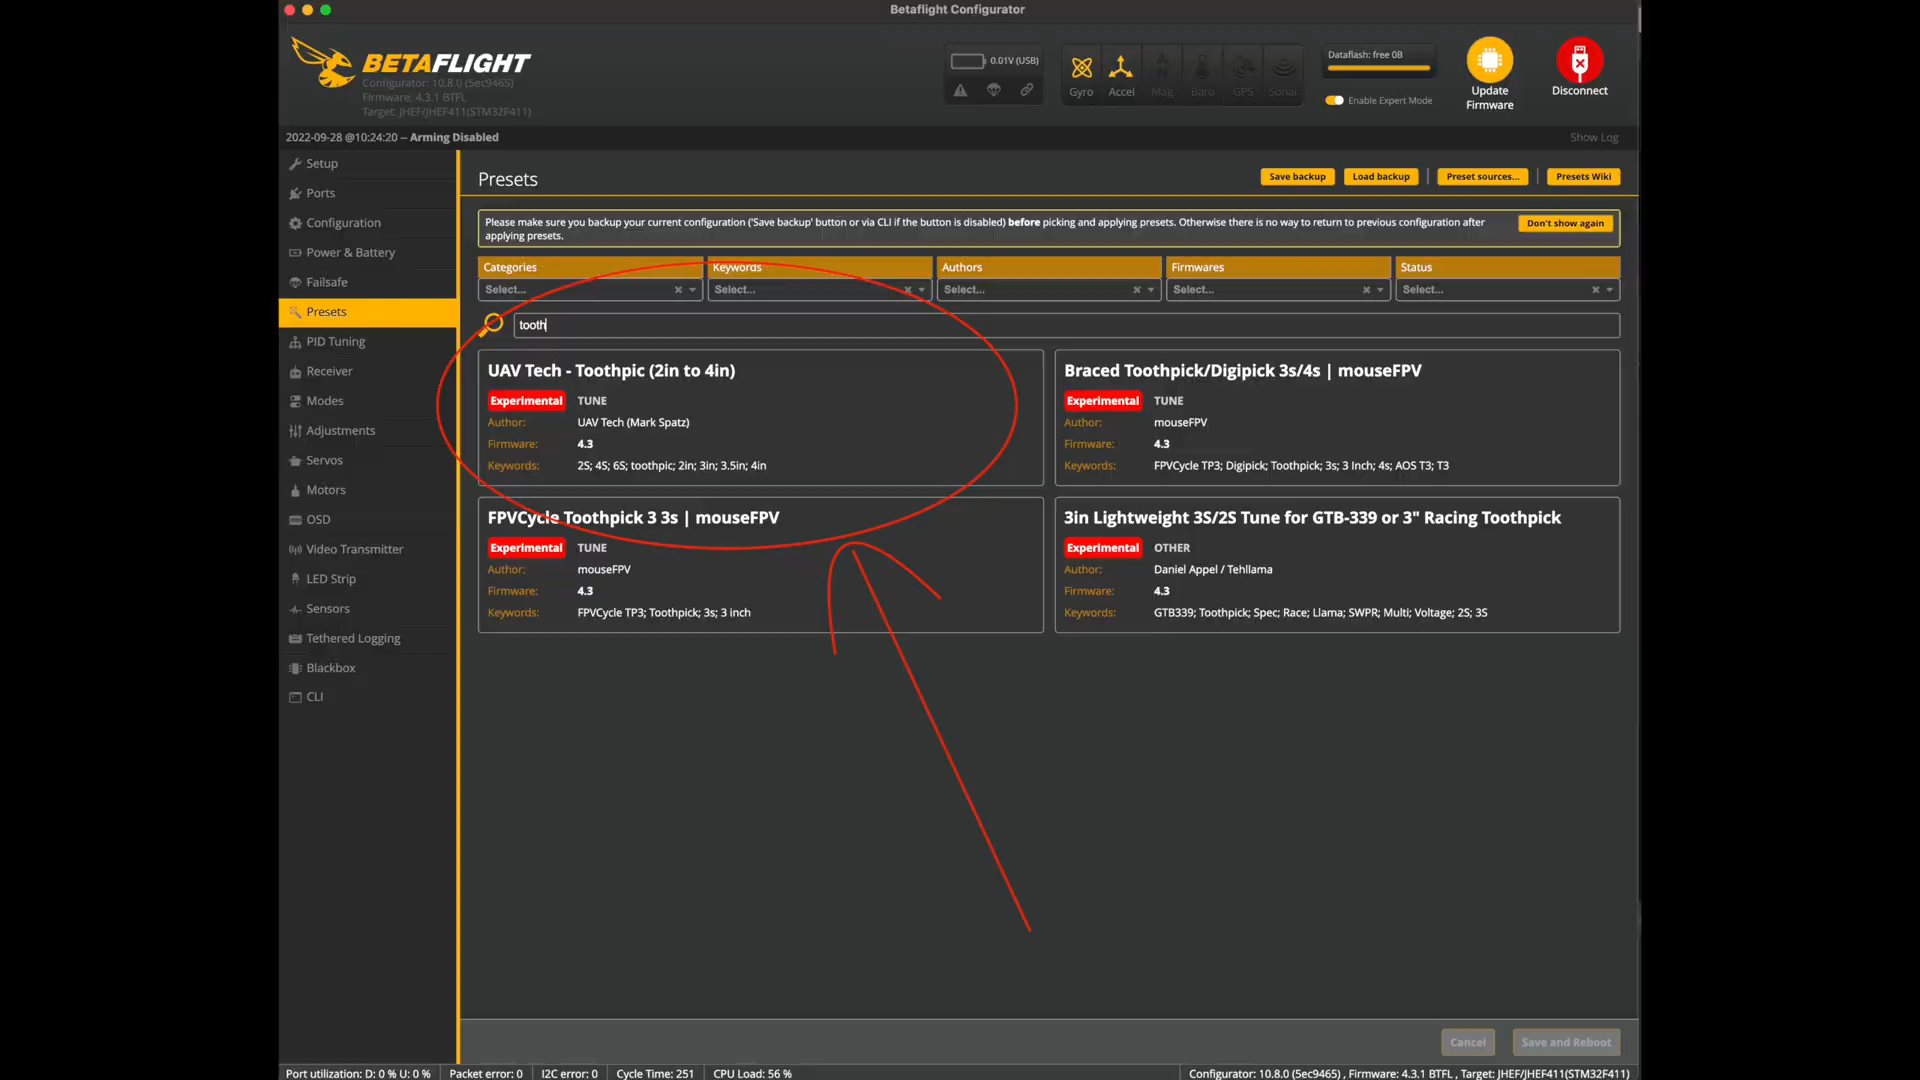 Betaflight Configurator
BETAFLIGHT
Configurator: 10.8.0 (5ec9465)
Firmware: 4.3.1 BTFL
Target: JHEF/JHEF411(STM32F411)
0.01V (USB)
Gyro Accel Mag Baro GPS Sonar
Dataflash: free 0B
Enable Expert Mode
Update Firmware
Disconnect
2022-09-28 @10:24:20 -- Arming Disabled
Show Log
Setup
Ports
Configuration
Power & Battery
Failsafe
Presets
PID Tuning
Receiver
Modes
Adjustments
Servos
Motors
OSD
Video Transmitter
LED Strip
Sensors
Tethered Logging
Blackbox
CLI
Presets
Save backup Load backup | Preset sources... | Presets Wiki
Please make sure you backup your current configuration ('Save backup' button or via CLI if the button is disabled) before picking and applying presets. Otherwise there is no way to return to previous configuration after
applying presets.
Don't show again
Categories Keywords Authors Firmwares Status
Select... Select... Select... Select... Select...
tooth
UAV Tech - Toothpic (2in to 4in)
Experimental TUNE
Author: UAV Tech (Mark Spatz)
Firmware: 4.3
Keywords: 2S; 4S; 6S; toothpic; 2in; 3in; 3.5in; 4in
Braced Toothpick/Digipick 3s/4s | mouseFPV
Experimental TUNE
Author: mouseFPV
Firmware: 4.3
Keywords: FPVCycle TP3; Digipick; Toothpick; 3s; 3 Inch; 4s; AOS T3; T3
FPVCycle Toothpick 3 3s | mouseFPV
Experimental TUNE
Author: mouseFPV
Firmware: 4.3
Keywords: FPVCycle TP3; Toothpick; 3s; 3 inch
3in Lightweight 3S/2S Tune for GTB-339 or 3" Racing Toothpick
Experimental OTHER
Author: Daniel Appel / Tehllama
Firmware: 4.3
Keywords: GTB339; Toothpick; Spec; Race; Llama; SWPR; Multi; Voltage; 2S; 3S
Cancel Save and Reboot
Port utilization: D: 0 % U: 0 % Packet error: 0 I2C error: 0 Cycle Time: 251 CPU Load: 56 %
Configurator: 10.8.0 (5ec9465) , Firmware: 4.3.1 BTFL , Target: JHEF/JHEF411(STM32F411)